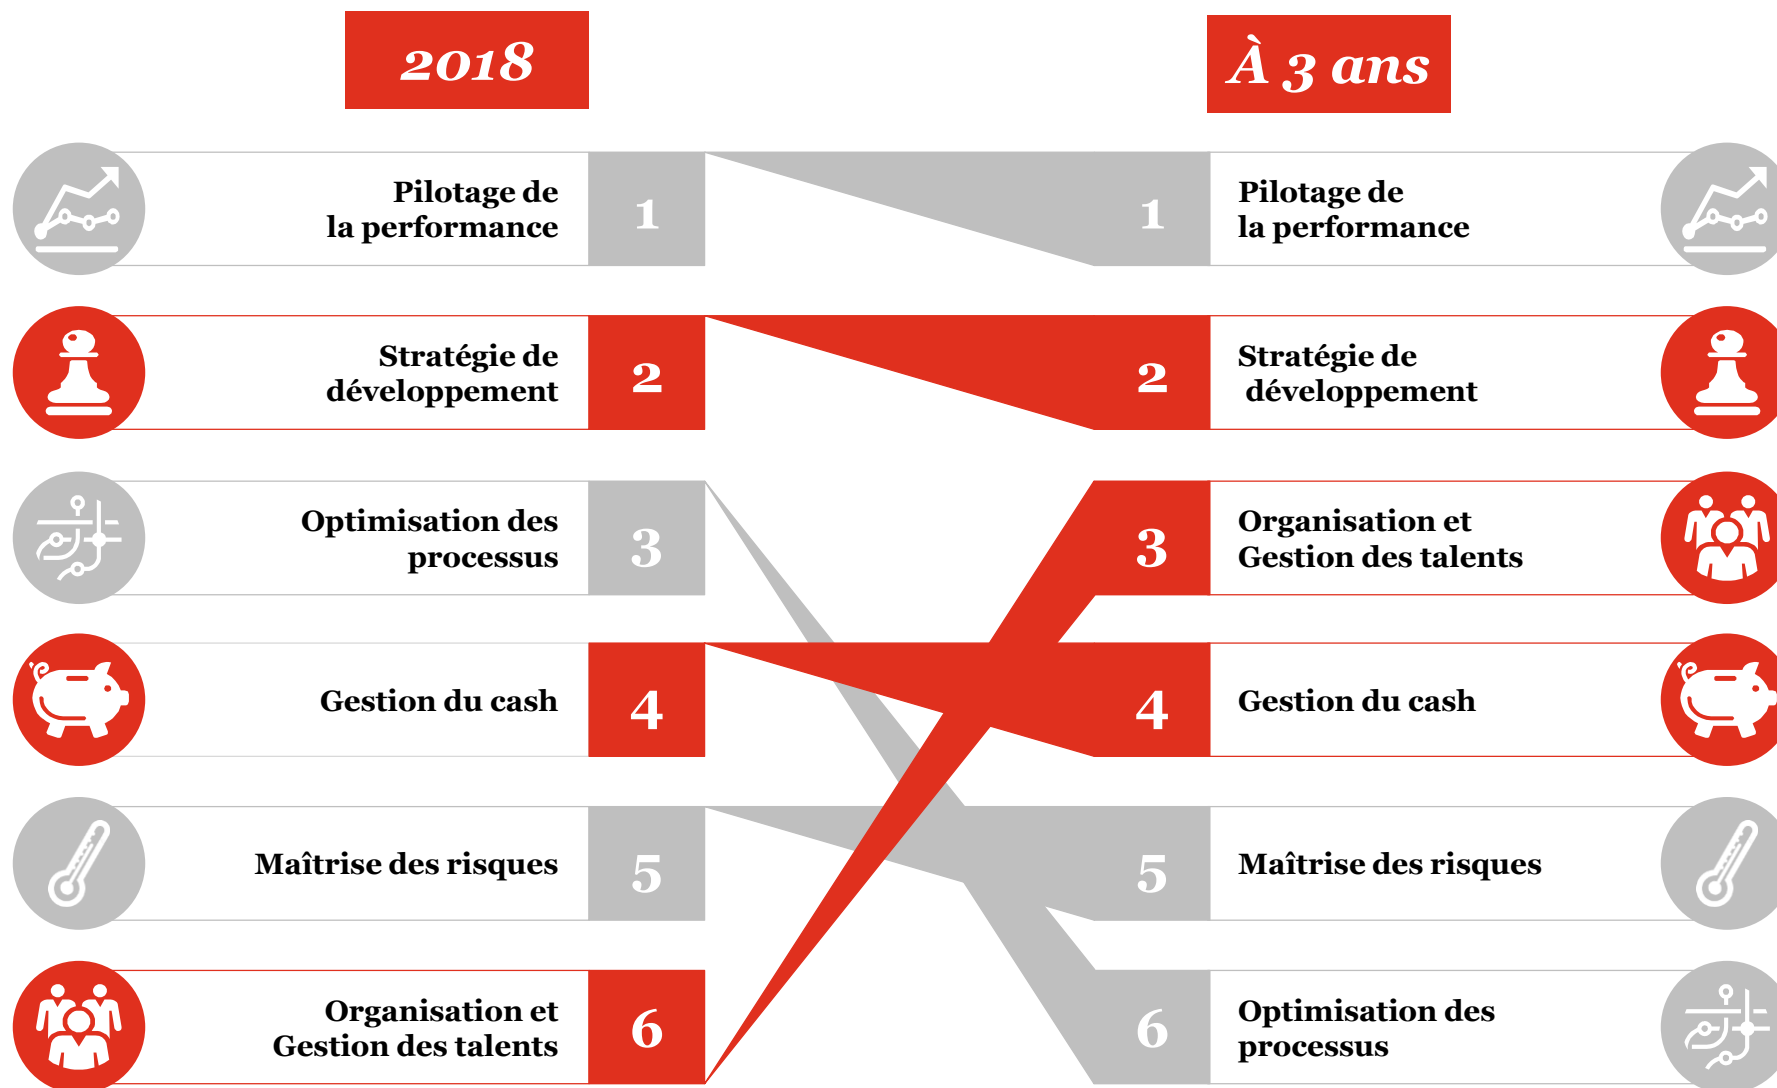 2018
À 3 ans
Pilotage de
la performance
1
1
Pilotage de
la performance
Stratégie de
développement
2
2
Stratégie de
développement
Optimisation des
processus
3
3
Organisation et
Gestion des talents
Gestion du cash
4
4
Gestion du cash
Maîtrise des risques
5
5
Maîtrise des risques
Organisation et
Gestion des talents
6
6
Optimisation des
processus